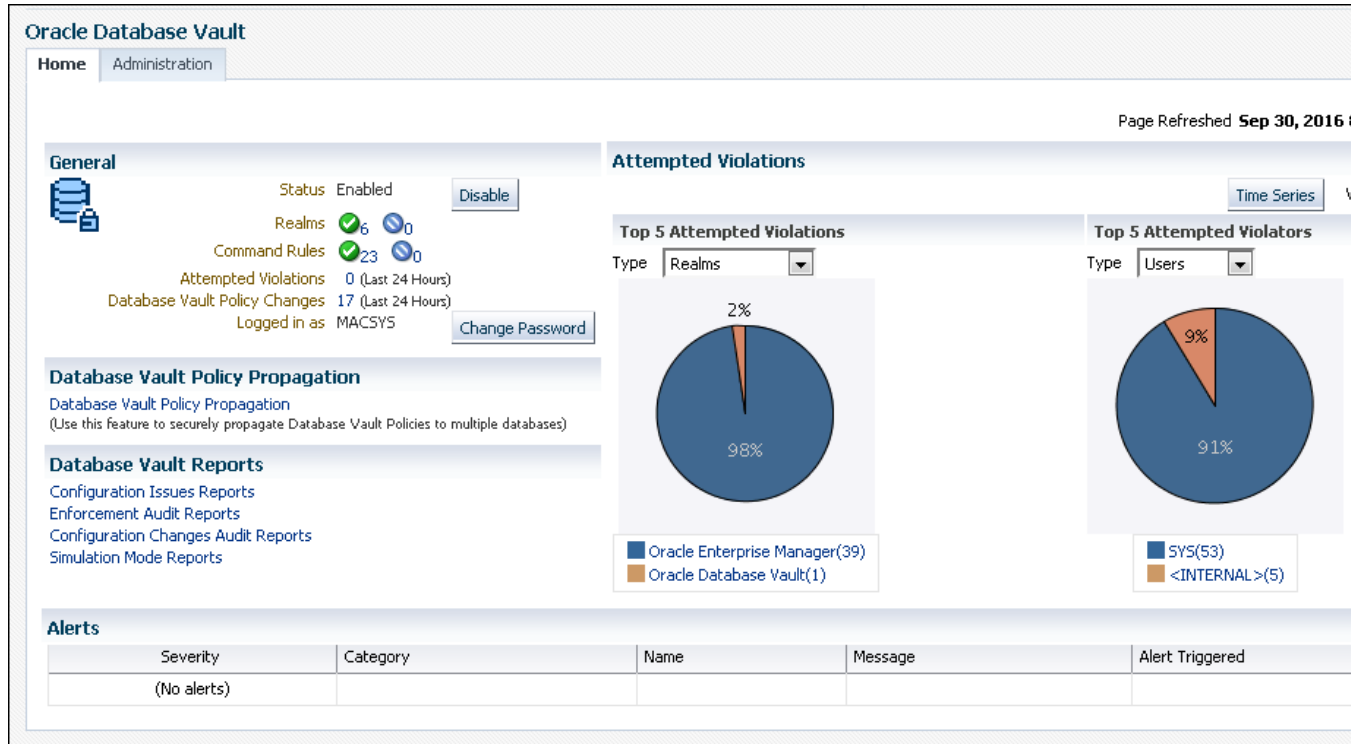 Oracle Database Vault
Home Administration
Page Refreshed Sep 30, 2016
General
Status Enabled Disable
Realms 6 0
Command Rules 23 0
Attempted Violations 0 (Last 24 Hours)
Database Vault Policy Changes 17 (Last 24 Hours)
Logged in as MACSYS Change Password
Database Vault Policy Propagation
Database Vault Policy Propagation
(Use this feature to securely propagate Database Vault Policies to multiple databases)
Database Vault Reports
Configuration Issues Reports
Enforcement Audit Reports
Configuration Changes Audit Reports
Simulation Mode Reports
Attempted Violations
Time Series
Top 5 Attempted Violations
Type Realms
2%
98%
Oracle Enterprise Manager(39)
Oracle Database Vault(1)
Top 5 Attempted Violators
Type Users
9%
91%
SYS(53)
<INTERNAL>(5)
Alerts
Severity Category Name Message Alert Triggered
(No alerts)